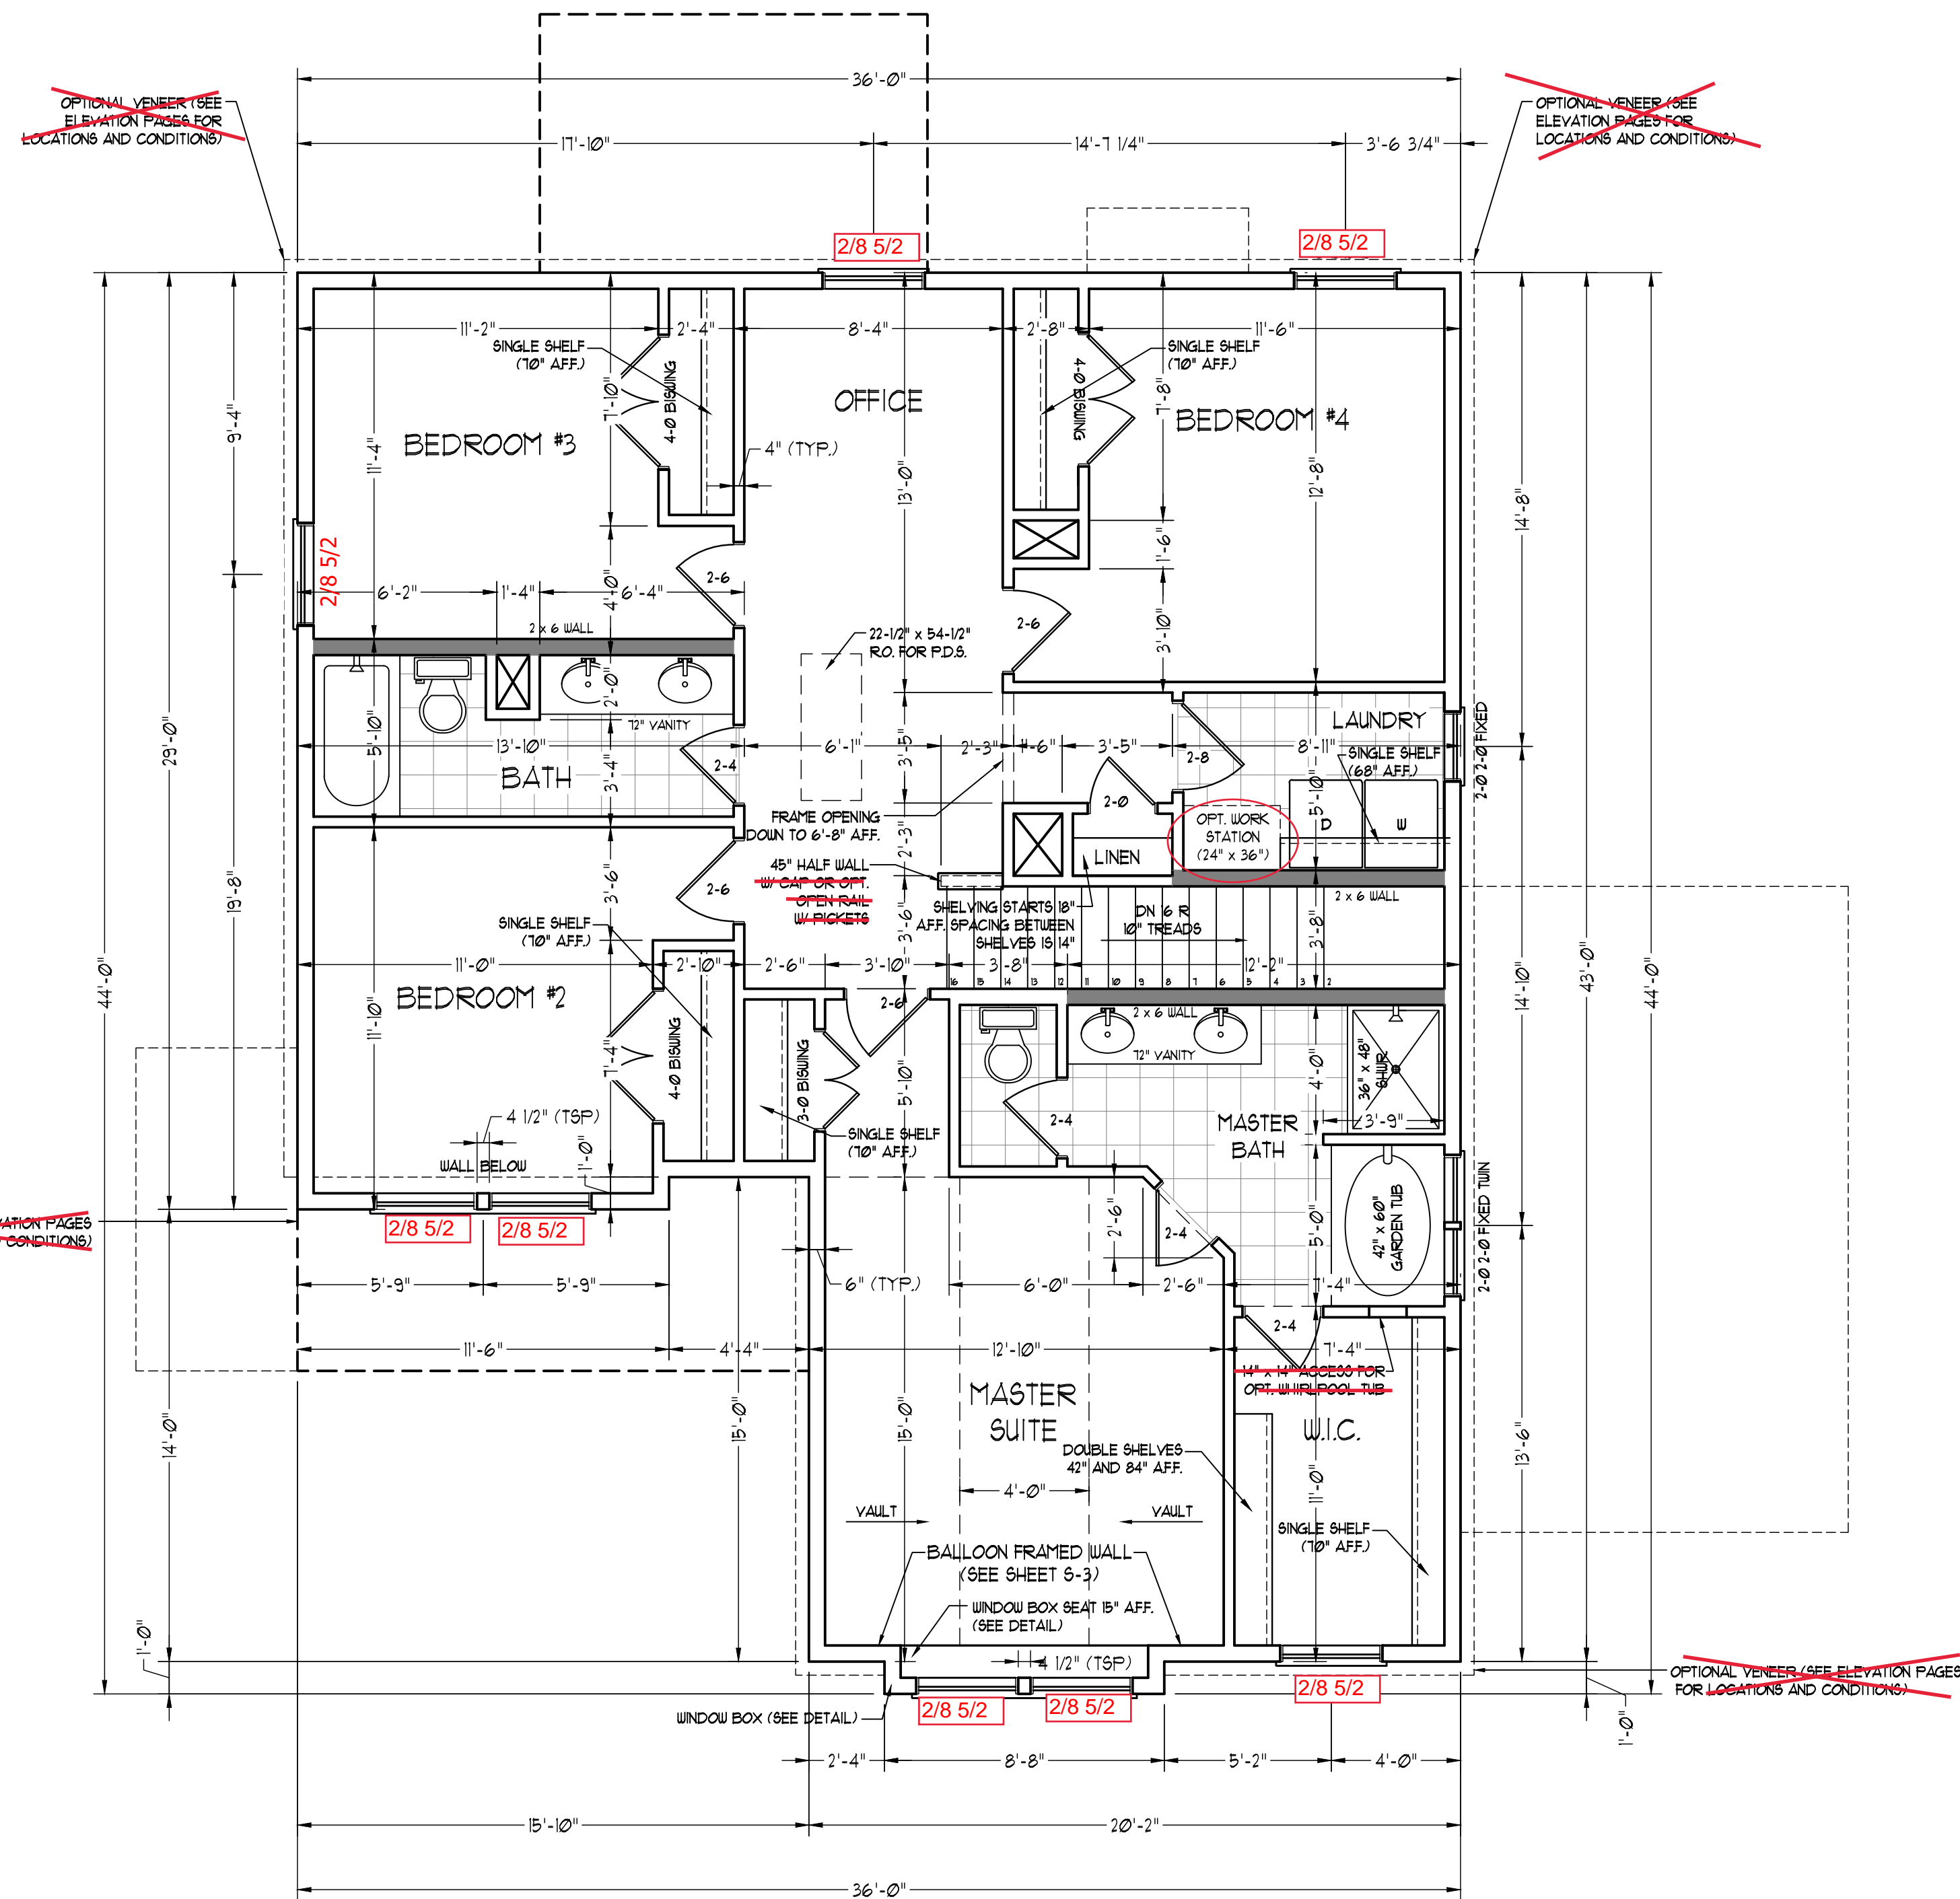 36'-0"
OPTIONAL VENEER (SEE
ELEVATION PAGES FOR
LOCATIONS AND CONDITIONS)
OPTIONAL VENEER (SEE
ELEVATION PAGES FOR
LOCATIONS AND CONDITIONS)
17'-10"
14'-7 1/4"
3'-6 3/4"
2/8 5/2
2/8 5/2
11'-2"
2'-4"
8'-4"
2'-8"
11'-6"
SINGLE SHELF
(70" A.F.F.)
SINGLE SHELF
(70" A.F.F.)
4-0 BISWING
4-0 BISWING
7'-10"
7'-8"
OFFICE
BEDROOM #3
BEDROOM #4
4" (TYP.)
9'-4"
11'-4"
13'-0"
12'-8"
14'-8"
2/8 5/2
1'-6"
4'-0"
2-6
6'-2"
1'-4"
6'-4"
2 x 6 WALL
2-6
3'-10"
22-1/2" x 54-1/2"
R.O. FOR P.D.S.
29'-0"
2'-0"
72" VANITY
5'-10"
13'-10"
BATH
3'-4"
2-4
6'-1"
3'-5"
2'-3"
1'-6"
3'-5"
2-8
LAUNDRY
8'-11"
SINGLE SHELF
(68" A.F.F.)
2-0 2-0 FIXED
2-0
5'-10"
FRAME OPENING
DOWN TO 6'-8" A.F.F.
2'-3"
OPT. WORK
STATION
(24" x 36")
D
W
LINEN
45" HALF WALL
W/ CAP OR OPT.
OPEN RAIL
W/ PICKETS
2-6
3'-6"
3'-6"
19'-8"
SHELVING STARTS 18"
A.F.F. SPACING BETWEEN
SHELVES IS 14"
DN 16 R
10" TREADS
2 x 6 WALL
3'-8"
SINGLE SHELF
(70" A.F.F.)
44'-0"
43'-0"
44'-0"
14'-10"
11'-0"
2'-10"
2'-6"
3'-10"
3'-8"
12'-2"
16 15 14 13 12 11 10 9 8 7 6 5 4 3 2
BEDROOM #2
11'-10"
2-6
2 x 6 WALL
72" VANITY
7'-4"
4-0 BISWING
3-0 BISWING
5'-10"
4'-0"
36" x 48"
SHWR.
3'-9"
4 1/2" (TSP)
2-4
MASTER
BATH
SINGLE SHELF
(70" A.F.F.)
WALL BELOW
1'-0"
2-0 2-0 FIXED TWIN
42" x 60"
GARDEN TUB
5'-0"
2'-6"
2-4
VATION PAGES
CONDITIONS)
2/8 5/2
2/8 5/2
5'-9"
5'-9"
6" (TYP.)
6'-0"
2'-6"
7'-4"
2-4
11'-6"
4'-4"
12'-10"
7'-4"
14" x 14" ACCESS FOR
OPT. WHIRLPOOL TUB
MASTER
SUITE
W.I.C.
14'-0"
15'-0"
15'-0"
11'-0"
13'-6"
DOUBLE SHELVES
42" AND 84" A.F.F.
4'-0"
VAULT
VAULT
SINGLE SHELF
(70" A.F.F.)
BALLOON FRAMED WALL
(SEE SHEET S-3)
WINDOW BOX SEAT 15" A.F.F.
(SEE DETAIL)
1'-0"
4 1/2" (TSP)
OPTIONAL VENEER (SEE ELEVATION PAGES
FOR LOCATIONS AND CONDITIONS)
2/8 5/2
2/8 5/2
2/8 5/2
WINDOW BOX (SEE DETAIL)
1'-0"
2'-4"
8'-8"
5'-2"
4'-0"
15'-10"
20'-2"
36'-0"